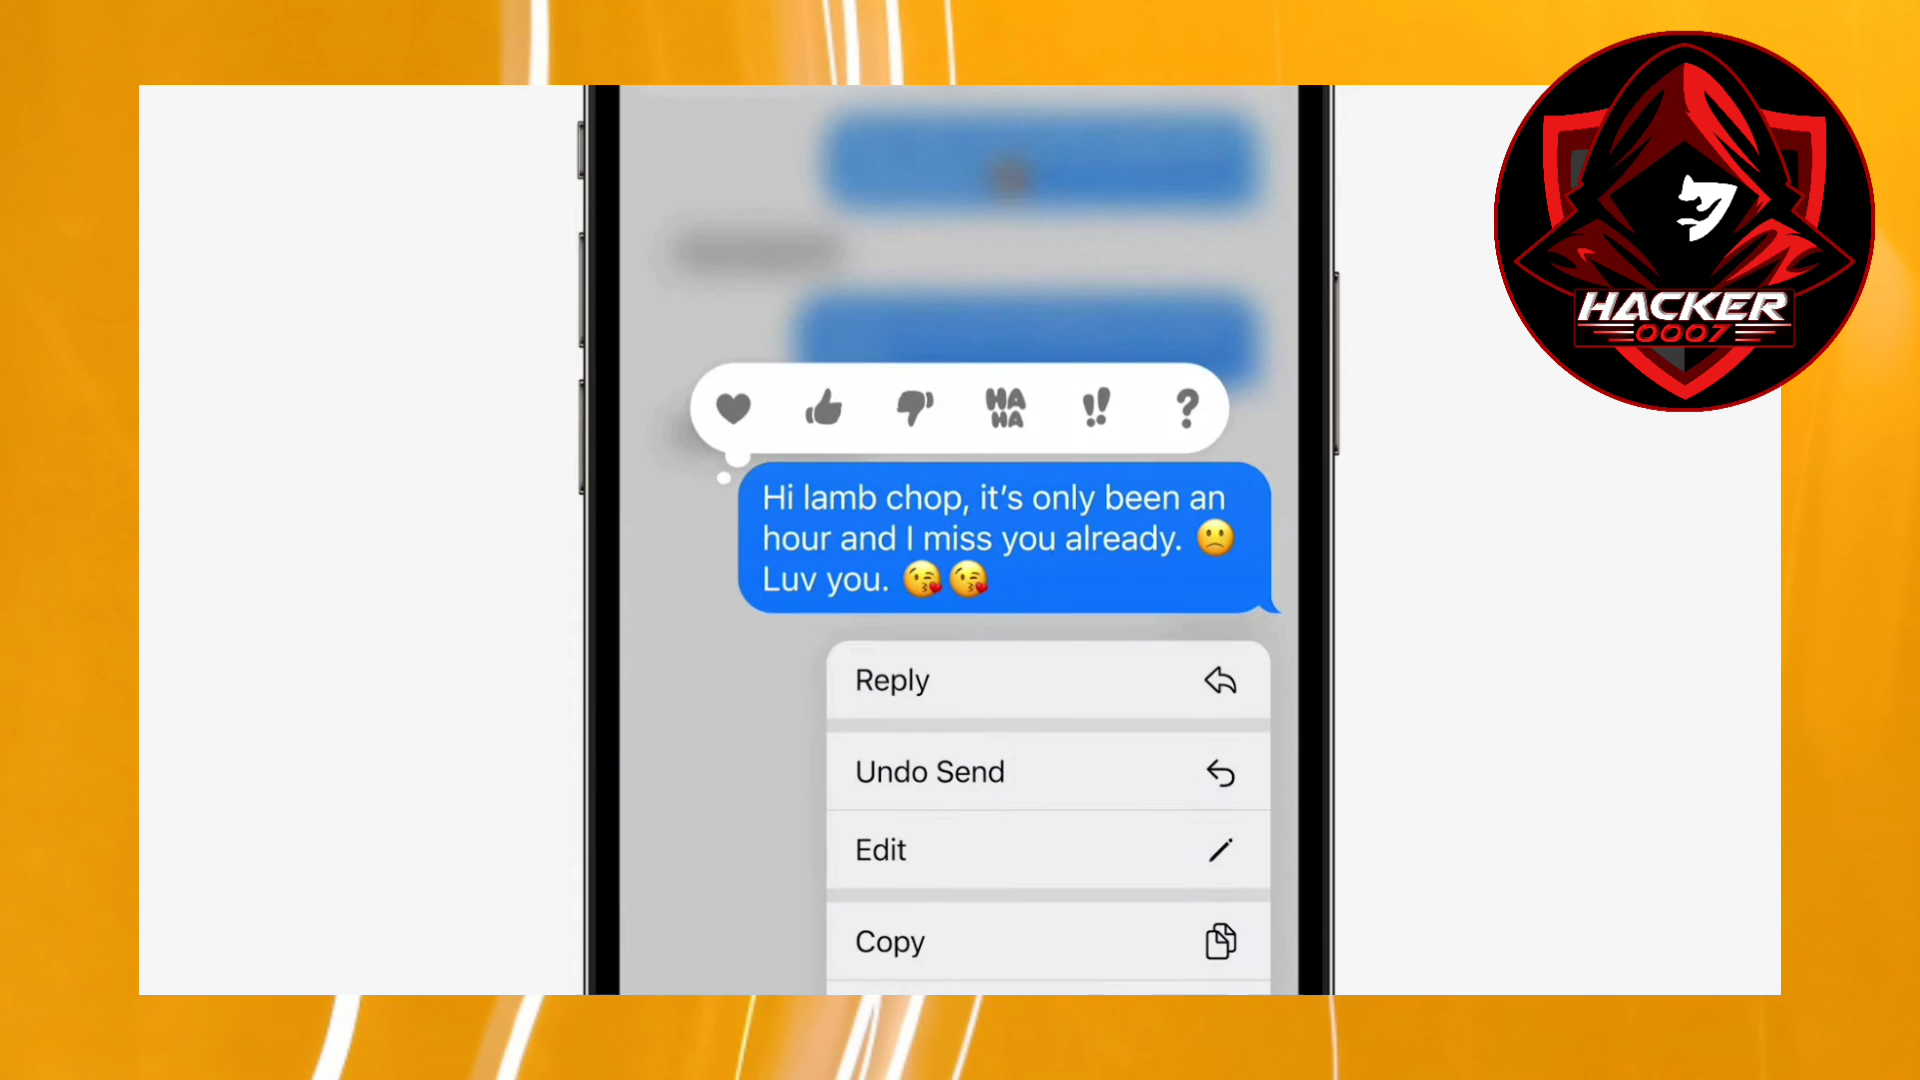 HACKER
0007
HA
HA
!!
?
Hi lamb chop, it's only been an
hour and I miss you already. 🙁
Luv you. 😘😘
Reply
Undo Send
Edit
Copy